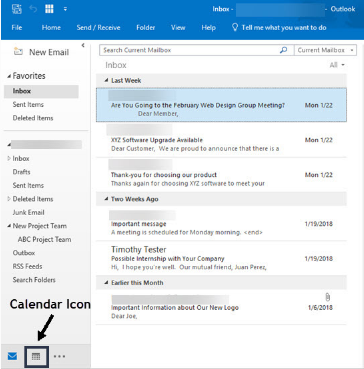 Inbox - - Outlook
File Home Send / Receive Folder View Help Tell me what you want to do
New Email
Search Current Mailbox Current Mailbox
Inbox All
Favorites
Inbox
Sent Items
Deleted Items
Inbox
Drafts
Sent Items
Deleted Items
Junk Email
New Project Team
ABC Project Team
Outbox
RSS Feeds
Search Folders
Calendar Icon
Last Week
Are You Going to the February Web Design Group Meeting? Mon 1/22
Dear Member,
XYZ Software Upgrade Available Mon 1/22
Dear Customer, We are proud to announce that there is a
Thank-you for choosing our product Mon 1/22
Thanks again for choosing XYZ software to meet your
Two Weeks Ago
Important message 1/19/2018
A meeting is scheduled for Monday morning. <end>
Timothy Tester
Possible Internship with Your Company 1/19/2018
Hi, I hope you're well. Our mutual friend, Juan Perez,
Earlier this Month
Important Information about Our New Logo 1/6/2018
Dear Joe,